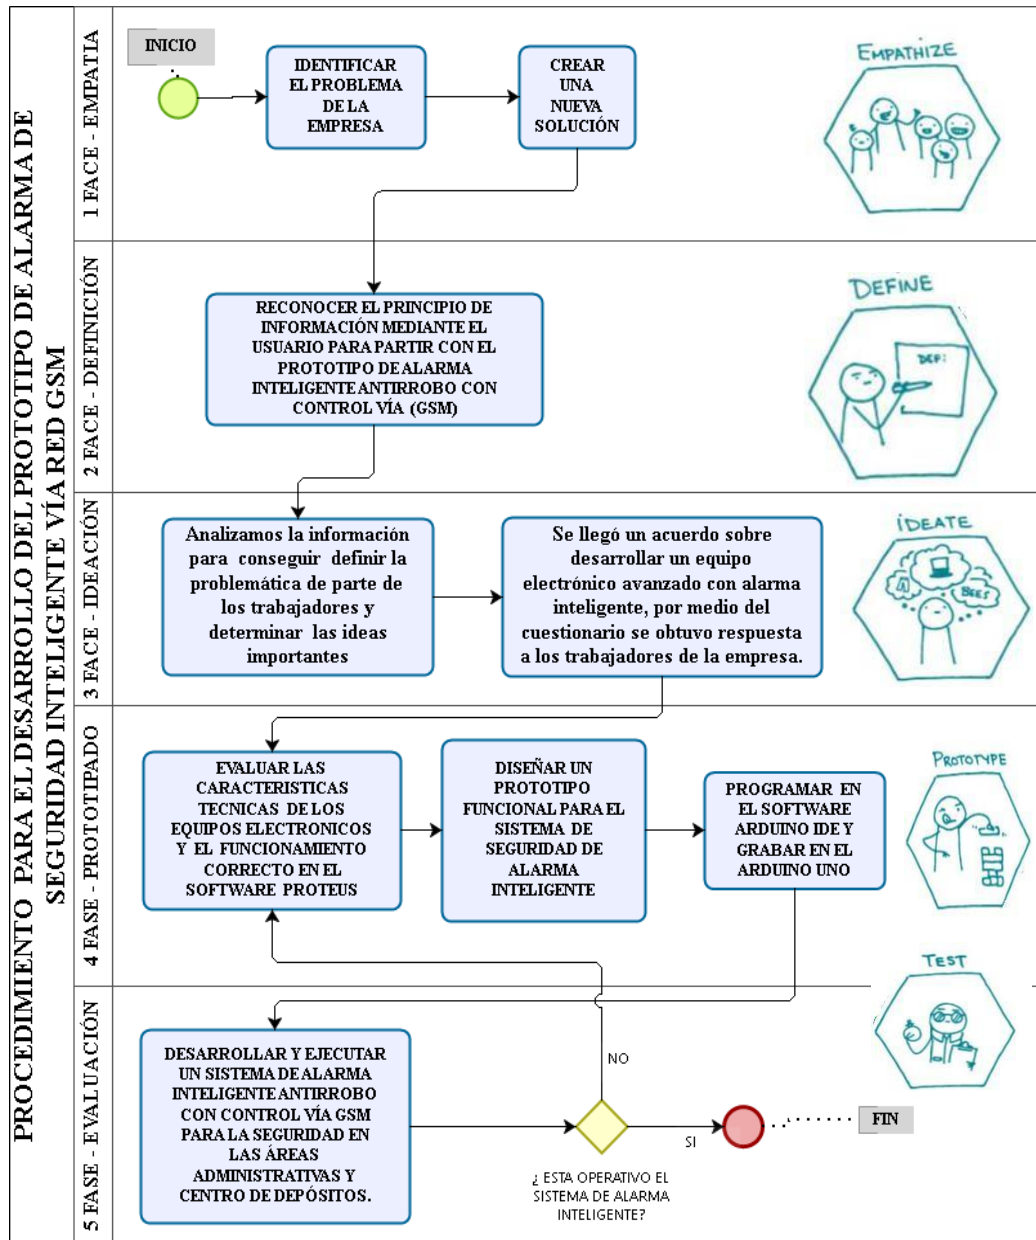 PROCEDIMIENTO PARA EL DESARROLLO DEL PROTOTIPO DE ALARMA DE
SEGURIDAD INTELIGENTE VÍA RED GSM
1 FACE - EMPATIA
INICIO
IDENTIFICAR
EL PROBLEMA
DE LA
EMPRESA
CREAR
UNA
NUEVA
SOLUCIÓN
EMPATHIZE
2 FACE - DEFINICIÓN
RECONOCER EL PRINCIPIO DE
INFORMACIÓN MEDIANTE EL
USUARIO PARA PARTIR CON EL
PROTOTIPO DE ALARMA
INTELIGENTE ANTIRROBO CON
CONTROL VÍA (GSM)
DEFINE
DEF:
3 FACE - IDEACIÓN
Analizamos la información
para conseguir definir la
problemática de parte de
los trabajadores y
determinar las ideas
importantes
Se llegó un acuerdo sobre
desarrollar un equipo
electrónico avanzado con alarma
inteligente, por medio del
cuestionario se obtuvo respuesta
a los trabajadores de la empresa.
IDEATE
BEES
4 FASE - PROTOTIPADO
EVALUAR LAS
CARACTERISTICAS
TECNICAS DE LOS
EQUIPOS ELECTRONICOS
Y EL FUNCIONAMIENTO
CORRECTO EN EL
SOFTWARE PROTEUS
DISEÑAR UN
PROTOTIPO
FUNCIONAL PARA EL
SISTEMA DE
SEGURIDAD DE
ALARMA
INTELIGENTE
PROGRAMAR EN
EL SOFTWARE
ARDUINO IDE Y
GRABAR EN EL
ARDUINO UNO
PROTOTYPE
5 FASE - EVALUACIÓN
DESARROLLAR Y EJECUTAR
UN SISTEMA DE ALARMA
INTELIGENTE ANTIRROBO
CON CONTROL VÍA GSM
PARA LA SEGURIDAD EN
LAS ÁREAS
ADMINISTRATIVAS Y
CENTRO DE DEPÓSITOS.
NO
SI
¿ ESTA OPERATIVO EL
SISTEMA DE ALARMA
INTELIGENTE?
FIN
TEST